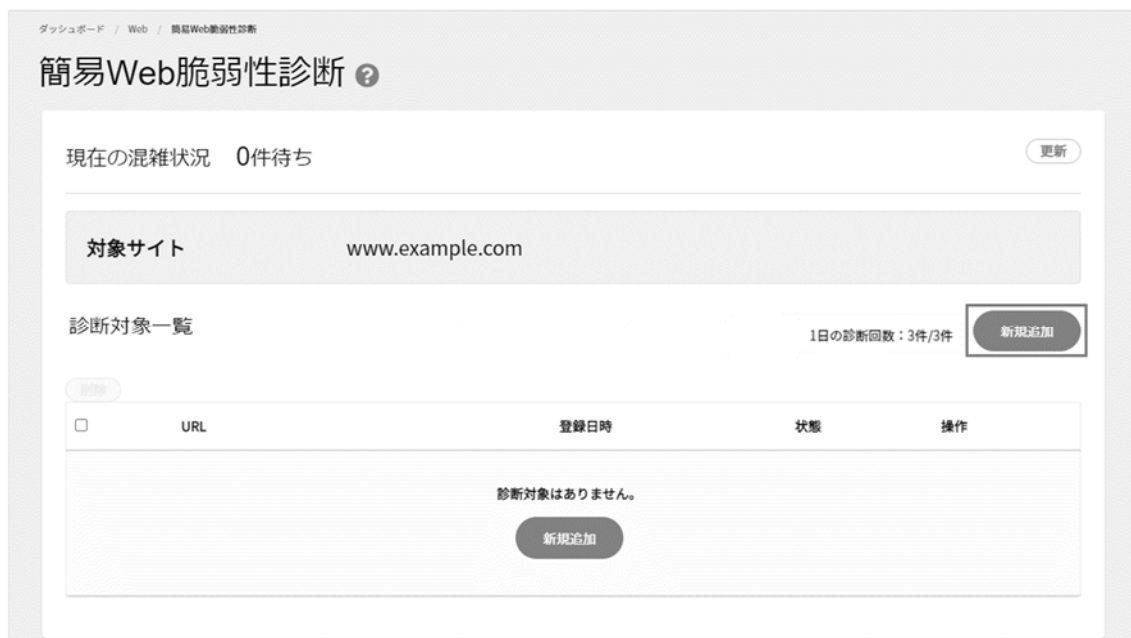 ダッシュボード / Web / 簡易Web脆弱性診断
簡易Web脆弱性診断 ?
現在の混雑状況 0件待ち 更新
対象サイト www.example.com
診断対象一覧 1日の診断回数：3件/3件 新規追加
削除
URL 登録日時 状態 操作
診断対象はありません。
新規追加